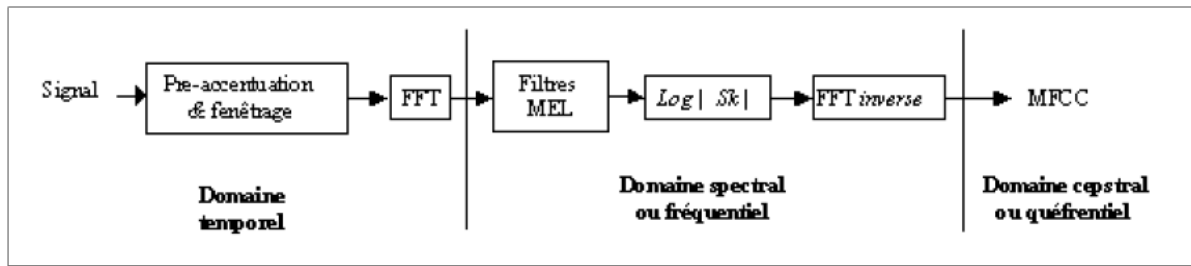 Signal
Pre-accentuation
& fenêtrage
FFT
Filtres
MEL
Log | Sk |
FFT inverse
MFCC
Domaine
temporel
Domaine spectral
ou fréquentiel
Domaine cepstral
ou quéfrentiel